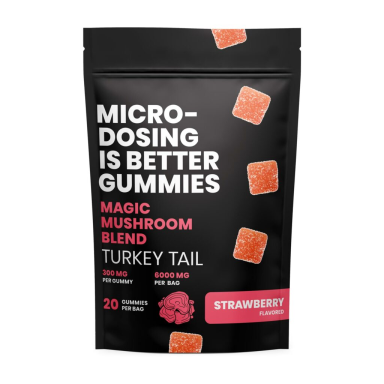 MICRO-
DOSING
IS BETTER
GUMMIES
MAGIC
MUSHROOM
BLEND
TURKEY TAIL
300 MG
PER GUMMY
6000 MG
PER BAG
20 GUMMIES
PER BAG
STRAWBERRY
FLAVORED